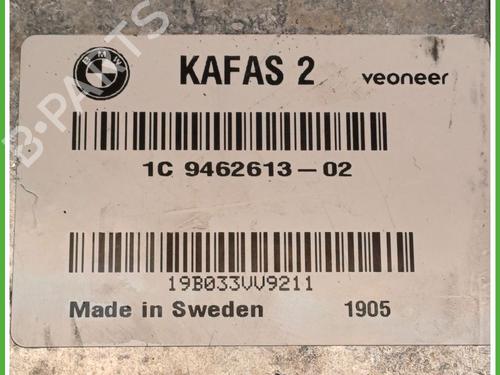 BMW
KAFAS 2
veoneer
1C 9462613-02
19B033VV9211
Made in Sweden 1905
B-PARTS